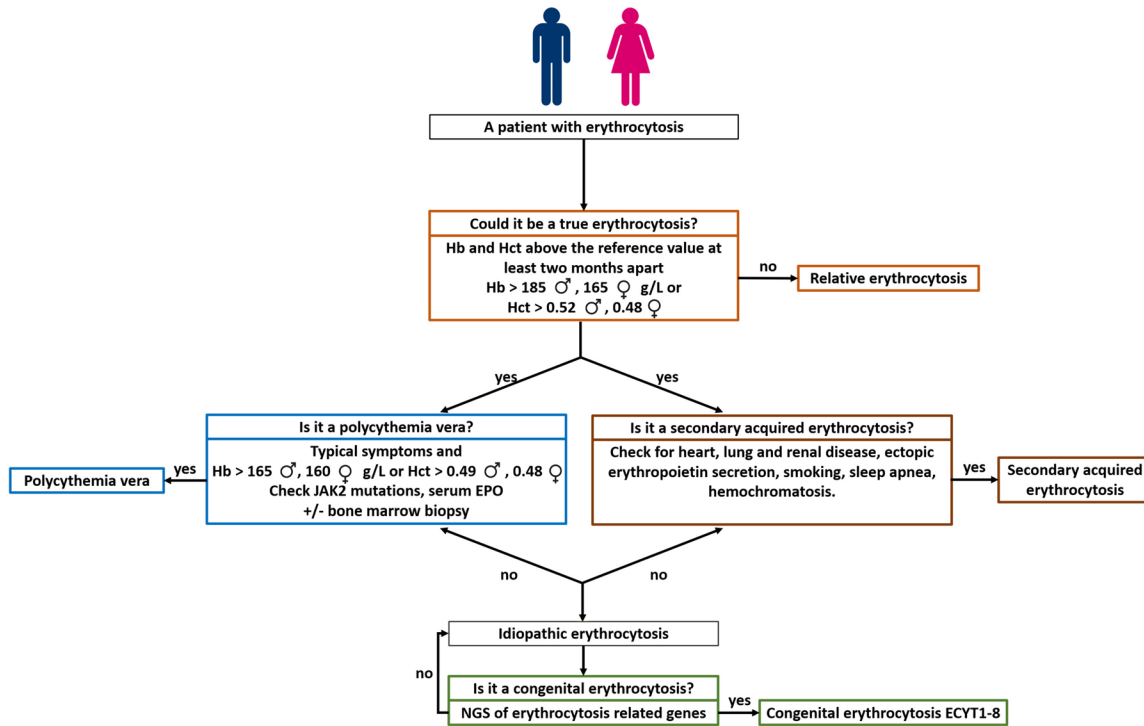 A patient with erythrocytosis
Could it be a true erythrocytosis?
Hb and Hct above the reference value at
least two months apart
Hb > 185 ♂ , 165 ♀ g/L or
Hct > 0.52 ♂ , 0.48 ♀
no
Relative erythrocytosis
yes
yes
Is it a polycythemia vera?
Typical symptoms and
Hb > 165 ♂ , 160 ♀ g/L or Hct > 0.49 ♂ , 0.48 ♀
Check JAK2 mutations, serum EPO
+/- bone marrow biopsy
yes
Polycythemia vera
Is it a secondary acquired erythrocytosis?
Check for heart, lung and renal disease, ectopic
erythropoietin secretion, smoking, sleep apnea,
hemochromatosis.
yes
Secondary acquired
erythrocytosis
no
no
Idiopathic erythrocytosis
no
Is it a congenital erythrocytosis?
NGS of erythrocytosis related genes
yes
Congenital erythrocytosis ECYT1-8